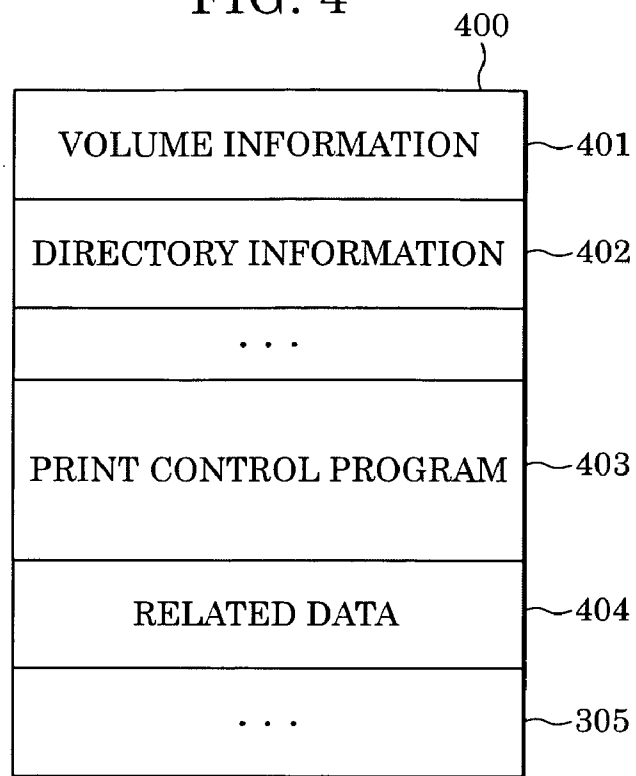 FIG. 4
400
VOLUME INFORMATION 401
DIRECTORY INFORMATION 402
...
PRINT CONTROL PROGRAM 403
RELATED DATA 404
... 305